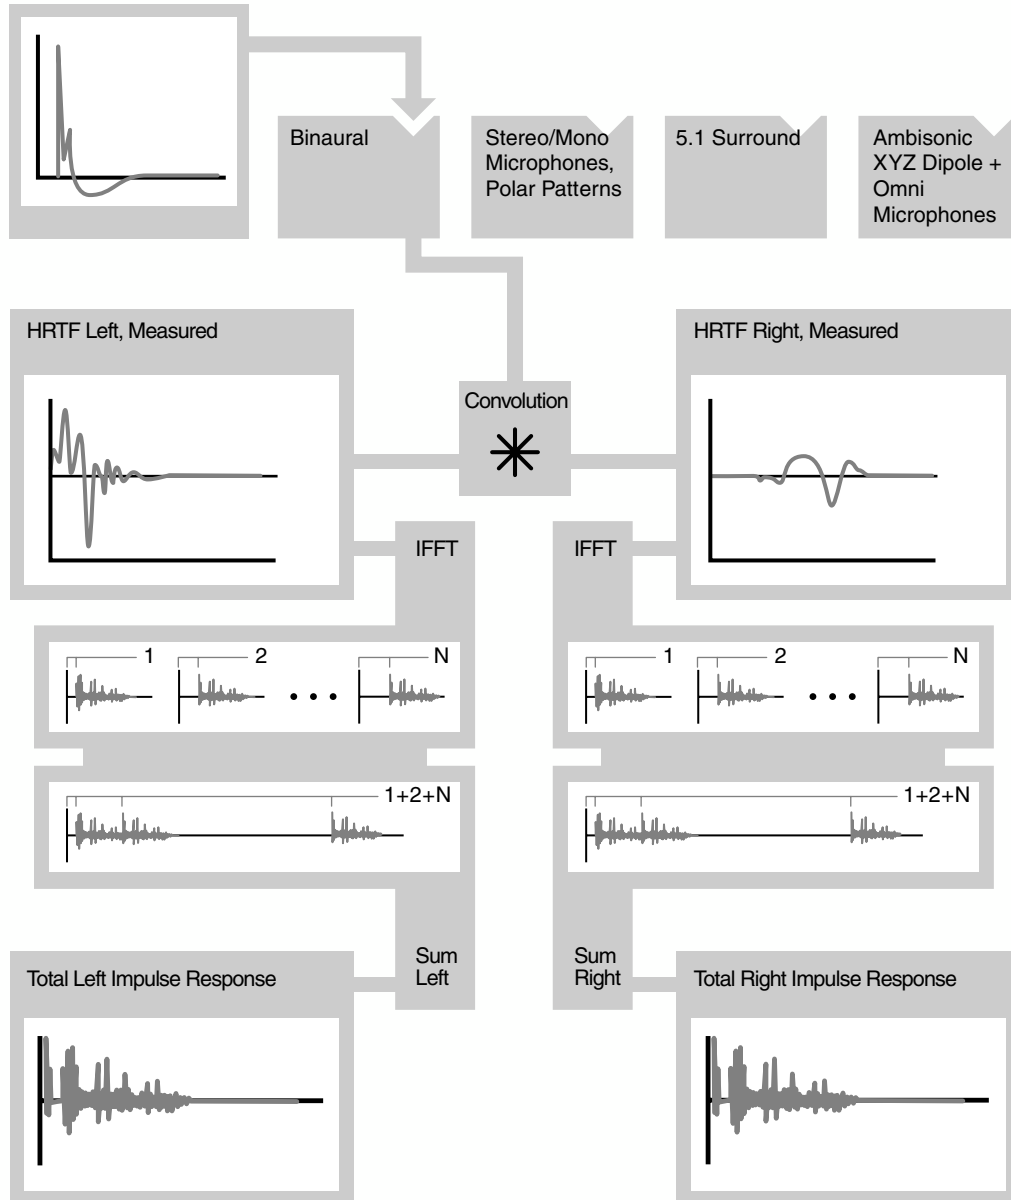 Binaural
Stereo/Mono
Microphones,
Polar Patterns
5.1 Surround
Ambisonic
XYZ Dipole +
Omni
Microphones
HRTF Left, Measured
HRTF Right, Measured
Convolution
IFFT
IFFT
1
2
N
1
2
N
1+2+N
1+2+N
Sum
Left
Sum
Right
Total Left Impulse Response
Total Right Impulse Response